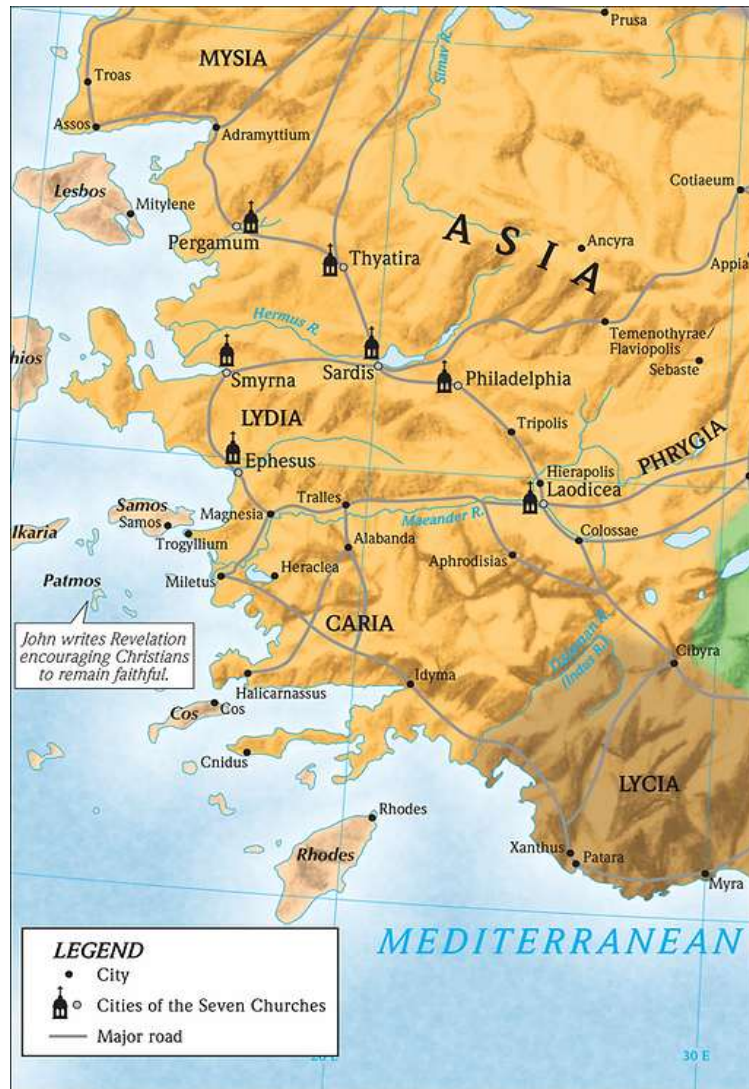 Prusa
MYSIA
Simav R.
Troas
Assos
Adramyttium
Lesbos
Mitylene
Cotiaeum
Pergamum
Thyatira
ASIA
Ancyra
Appia
Hermus R.
hios
Smyrna
Sardis
Philadelphia
Temenothyrae/
Flaviopolis
Sebaste
LYDIA
Tripolis
PHRYGIA
Ephesus
Hierapolis
Laodicea
Samos
Samos
Magnesia
Tralles
Maeander R.
Ikaria
Trogyllium
Alabanda
Colossae
Aphrodisias
Patmos
Miletus
Heraclea
John writes Revelation
encouraging Christians
to remain faithful.
CARIA
(Indus R.)
Cibyra
Halicarnassus
Idyma
Cos
Cos
Cnidus
LYCIA
Rhodes
Rhodes
Xanthus
Patara
Myra
MEDITERRANEAN
LEGEND
City
Cities of the Seven Churches
Major road
30 E